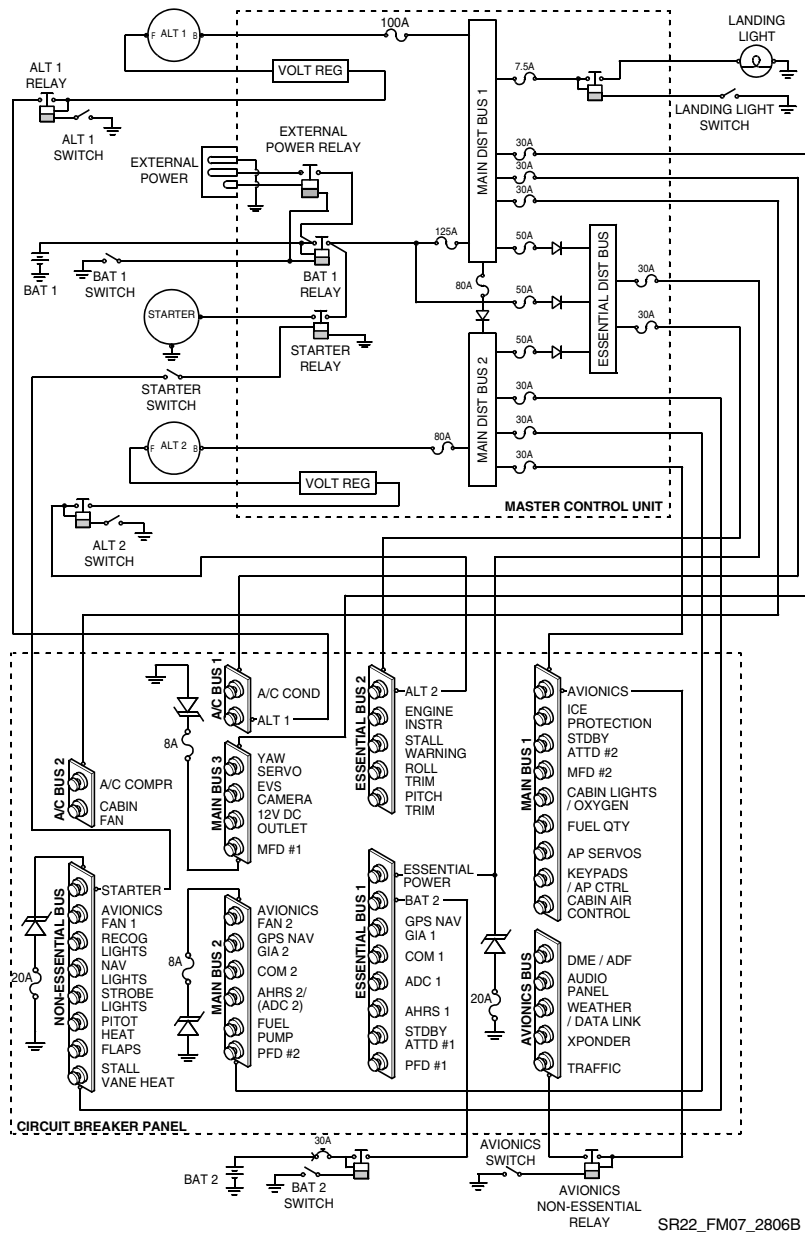 F
ALT 1
B
100A
LANDING
LIGHT
VOLT REG
7.5A
ALT 1
RELAY
ALT 1
SWITCH
LANDING LIGHT
SWITCH
EXTERNAL
POWER RELAY
EXTERNAL
POWER
MAIN DIST BUS 1
30A
30A
30A
125A
50A
30A
80A
50A
30A
50A
ESSENTIAL DIST BUS
BAT 1
BAT 1
SWITCH
BAT 1
RELAY
STARTER
STARTER
RELAY
STARTER
SWITCH
MAIN DIST BUS 2
30A
30A
30A
F
ALT 2
B
80A
VOLT REG
MASTER CONTROL UNIT
ALT 2
SWITCH
A/C BUS 1
A/C COND
ALT 1
8A
MAIN BUS 3
YAW
SERVO
EVS
CAMERA
12V DC
OUTLET
MFD #1
ESSENTIAL BUS 2
ALT 2
ENGINE
INSTR
STALL
WARNING
ROLL
TRIM
PITCH
TRIM
MAIN BUS 1
AVIONICS
ICE
PROTECTION
STDBY
ATTD #2
MFD #2
CABIN LIGHTS
/ OXYGEN
FUEL QTY
AP SERVOS
KEYPADS
/ AP CTRL
CABIN AIR
CONTROL
A/C BUS 2
A/C COMPR
CABIN
FAN
NON-ESSENTIAL BUS
STARTER
AVIONICS
FAN 1
RECOG
LIGHTS
NAV
LIGHTS
STROBE
LIGHTS
PITOT
HEAT
FLAPS
STALL
VANE HEAT
20A
8A
MAIN BUS 2
AVIONICS
FAN 2
GPS NAV
GIA 2
COM 2
AHRS 2/
(ADC 2)
FUEL
PUMP
PFD #2
ESSENTIAL BUS 1
ESSENTIAL
POWER
BAT 2
GPS NAV
GIA 1
COM 1
ADC 1
AHRS 1
STDBY
ATTD #1
PFD #1
20A
AVIONICS BUS
DME / ADF
AUDIO
PANEL
WEATHER
/ DATA LINK
XPONDER
TRAFFIC
CIRCUIT BREAKER PANEL
30A
BAT 2
BAT 2
SWITCH
AVIONICS
SWITCH
AVIONICS
NON-ESSENTIAL
RELAY
SR22_FM07_2806B